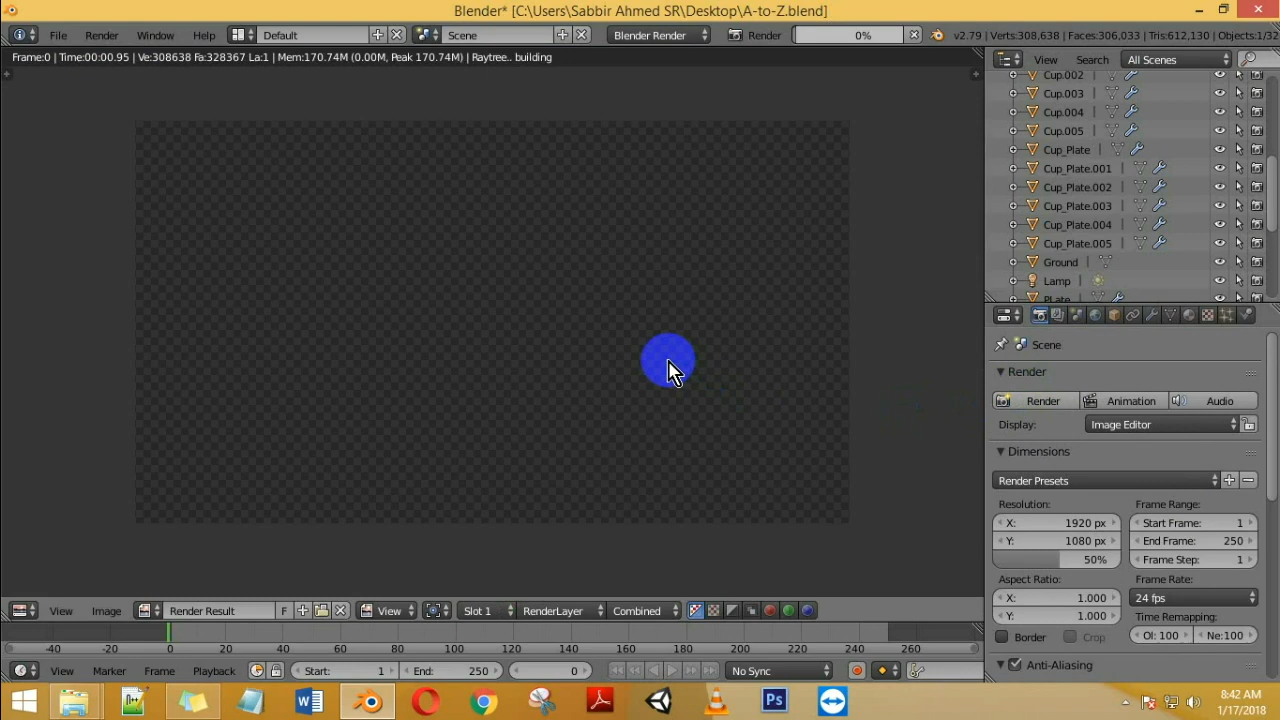 Blender* [C:\Users\Sabbir Ahmed SR\Desktop\A-to-Z.blend]
File Render Window Help Default Scene Blender Render Render 0% v2.79 | Verts:308,638 | Faces:306,033 | Tris:612,130 | Objects:1/32
Frame:0 | Time:00:00.95 | Ve:308638 Fa:328367 La:1 | Mem:170.74M (0.00M, Peak 170.74M) | Raytree.. building
View Search All Scenes
Cup.002
Cup.003
Cup.004
Cup.005
Cup_Plate
Cup_Plate.001
Cup_Plate.002
Cup_Plate.003
Cup_Plate.004
Cup_Plate.005
Ground
Lamp
PLate
Scene
Render
Render Animation Audio
Display: Image Editor
Dimensions
Render Presets
Resolution: Frame Range:
X: 1920 px Start Frame: 1
Y: 1080 px End Frame: 250
50% Frame Step: 1
Aspect Ratio: Frame Rate:
X: 1.000 24 fps
Y: 1.000 Time Remapping:
Border Crop Ol: 100 Ne:100
Anti-Aliasing
View Image Render Result F View Slot 1 RenderLayer Combined
-40 -20 0 20 40 60 80 100 120 140 160 180 200 220 240 260
View Marker Frame Playback Start: 1 End: 250 0 No Sync
8:42 AM
1/17/2018